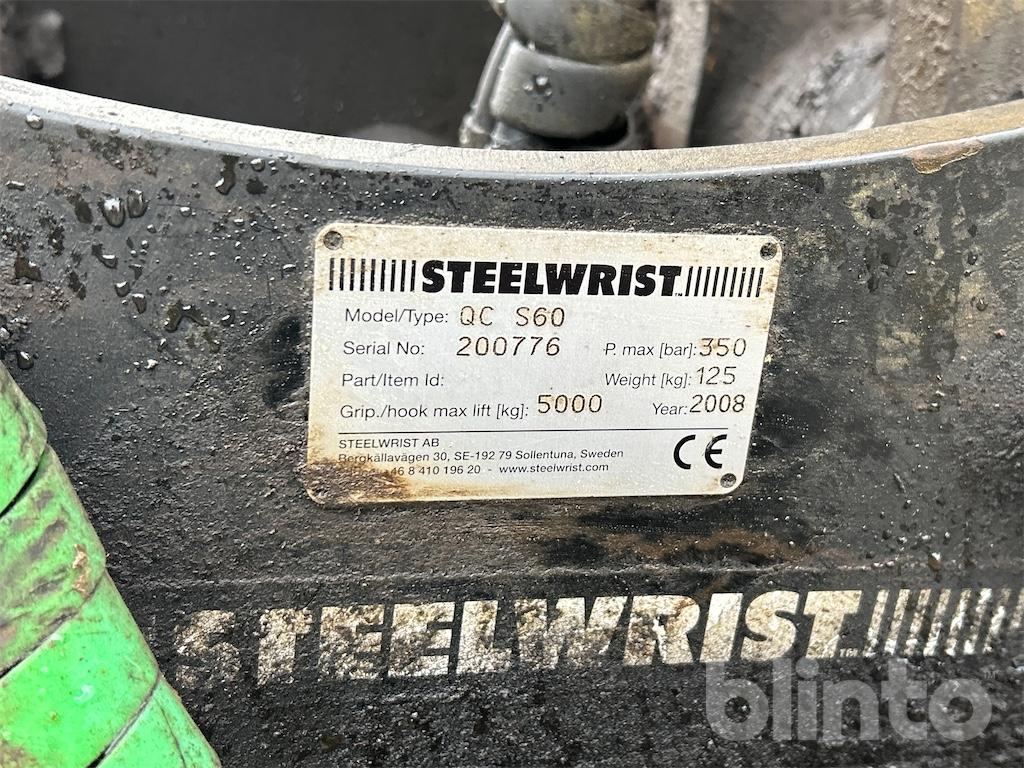 STEELWRIST™
Model/Type: QC S60
Serial No: 200776 P. max [bar]: 350
Part/Item Id: Weight [kg]: 125
Grip./hook max lift [kg]: 5000 Year: 2008
STEELWRIST AB
Bergkällavägen 30, SE-192 79 Sollentuna, Sweden
+46 8 410 196 20 - www.steelwrist.com
CE
STEELWRIST™
blinto